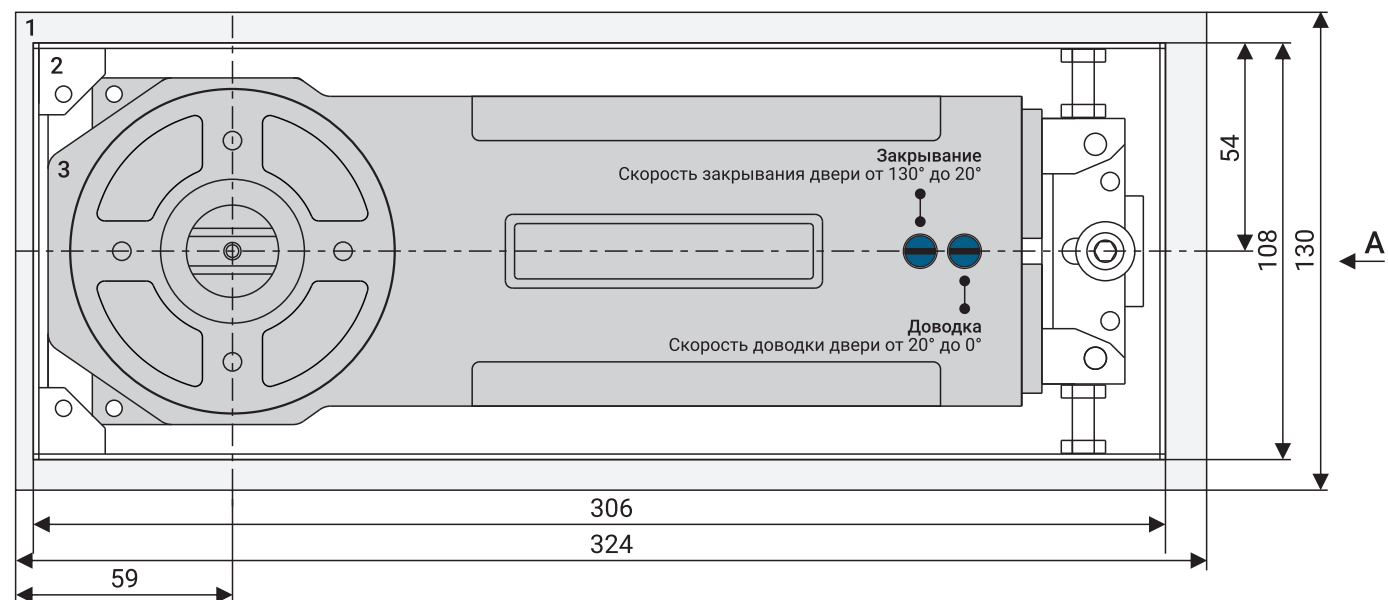 1
2
3
Закрывание
Скорость закрывания двери от 130° до 20°
Доводка
Скорость доводки двери от 20° до 0°
54
108
130
A
306
324
59